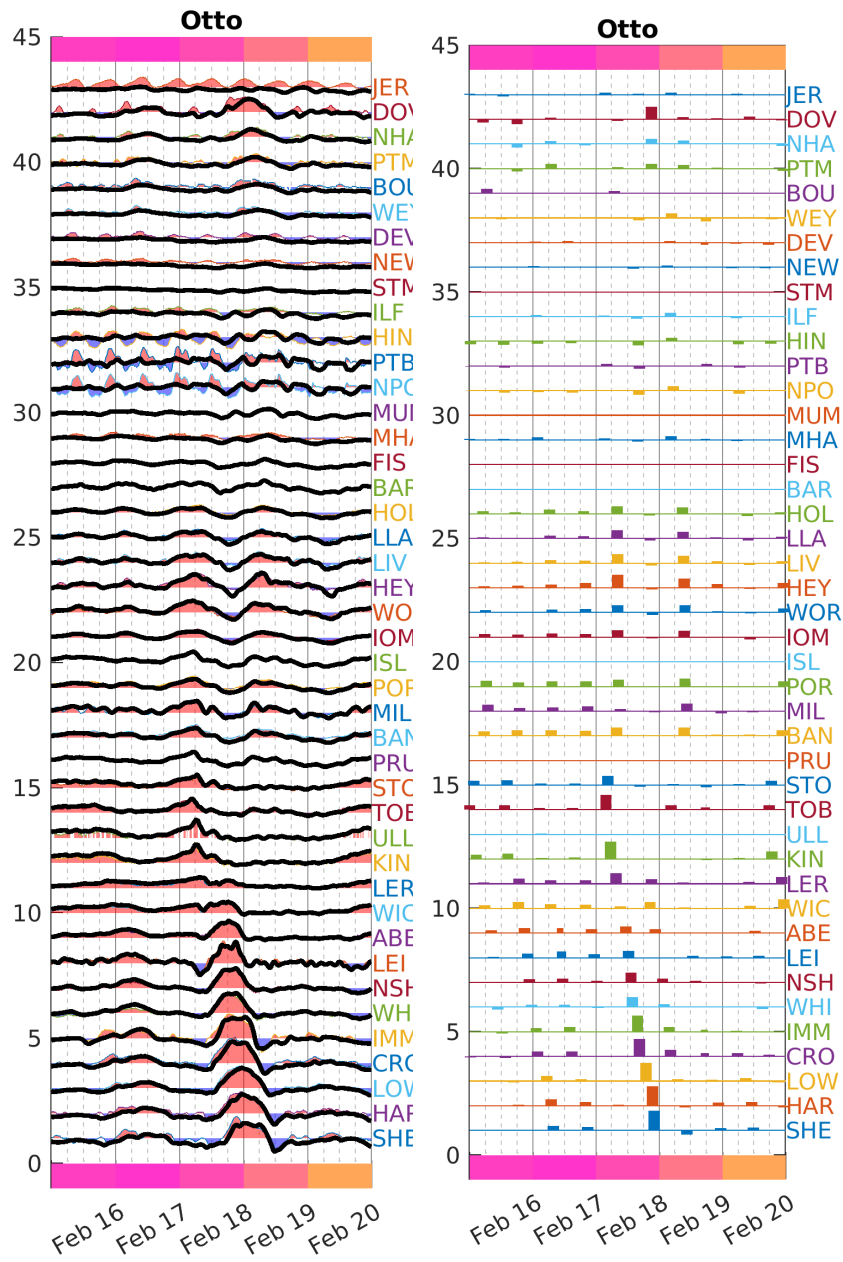 Otto
45
40
35
30
25
20
15
10
5
0
JER
DOV
NHA
PTM
BOU
WEY
DEV
NEW
STM
ILF
HIN
PTB
NPO
MUI
MHA
FIS
BAR
HOL
LLA
LIV
HEY
WO
IOM
ISL
POR
MIL
BAN
PRU
STO
TOB
ULL
KIN
LER
WIC
ABE
LEI
NSH
WH
IMM
CRO
LOW
HAR
SHE
Feb 16
Feb 17
Feb 18
Feb 19
Feb 20
Otto
45
40
35
30
25
20
15
10
5
0
JER
DOV
NHA
PTM
BOU
WEY
DEV
NEW
STM
ILF
HIN
PTB
NPO
MUM
MHA
FIS
BAR
HOL
LLA
LIV
HEY
WOR
IOM
ISL
POR
MIL
BAN
PRU
STO
TOB
ULL
KIN
LER
WIC
ABE
LEI
NSH
WHI
IMM
CRO
LOW
HAR
SHE
Feb 16
Feb 17
Feb 18
Feb 19
Feb 20